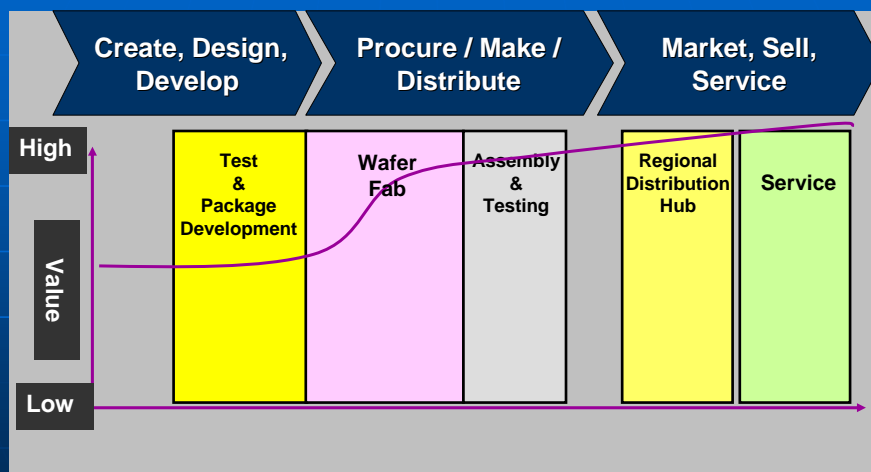 Create, Design,
Develop
Procure / Make /
Distribute
Market, Sell,
Service
High
Value
Low
Test
&
Package
Development
Wafer
Fab
Assembly
&
Testing
Regional
Distribution
Hub
Service